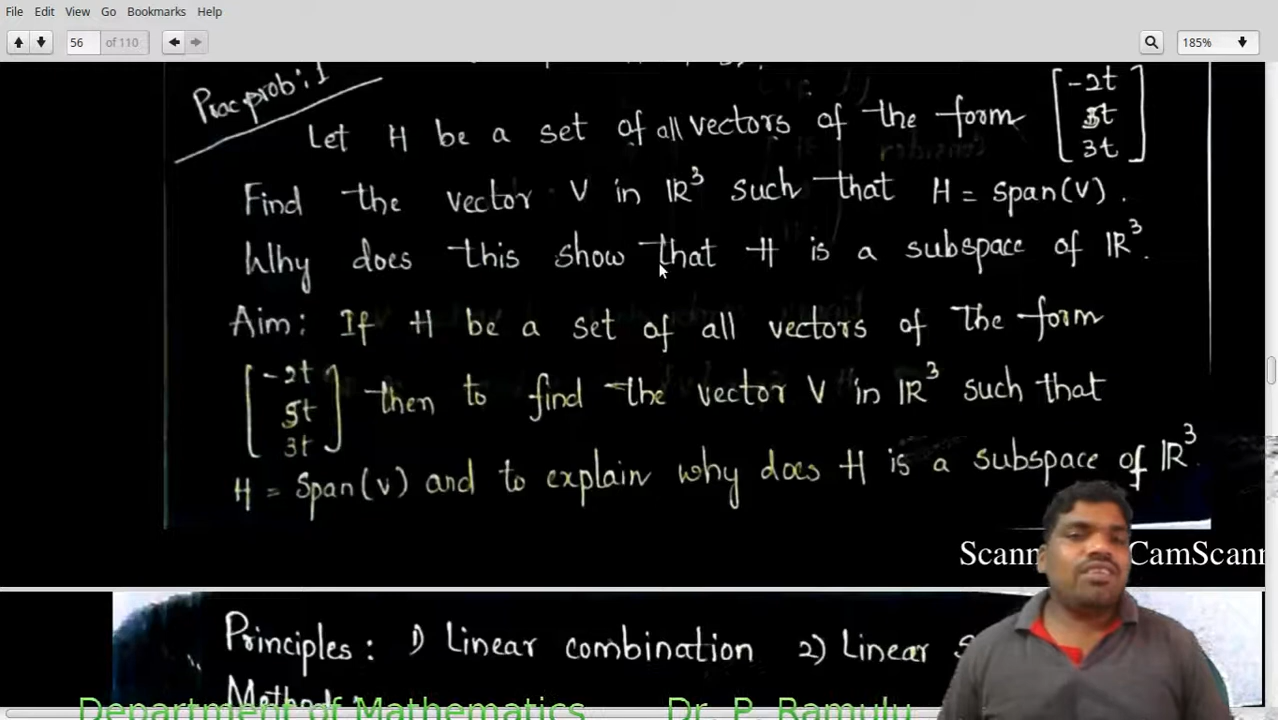 File Edit View Go Bookmarks Help
56 of 110 185%
Prac prob: 1
Let H be a set of all vectors of the form [-2t
5t
3t]
Find the vector V in IR³ such that H = span(v).
Why does this show that H is a subspace of IR³.
Aim: If H be a set of all vectors of the form
[-2t
5t
3t] then to find the vector V in IR³ such that
H = Span(v) and to explain why does H is a subspace of IR³.
Scann CamScann
Principles: 1) Linear combination 2) Linear S
Method
Department of Mathematics Dr. P. Ramulu